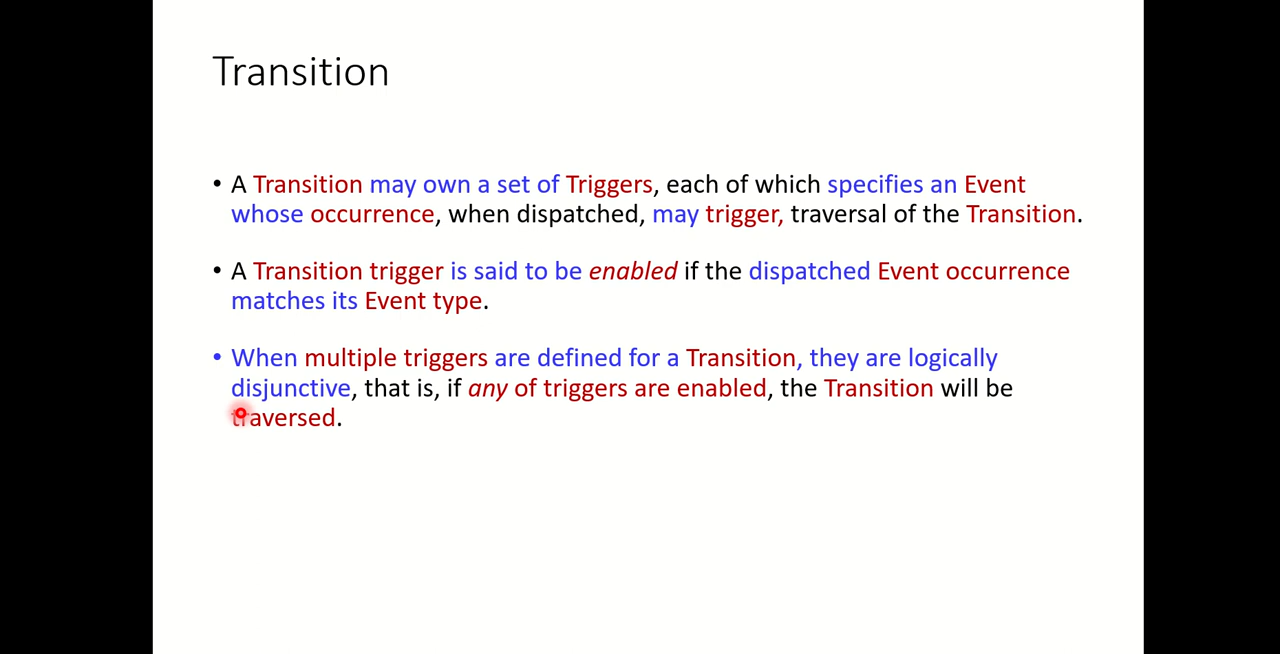 Transition
• A Transition may own a set of Triggers, each of which specifies an Event
whose occurrence, when dispatched, may trigger, traversal of the Transition.
• A Transition trigger is said to be enabled if the dispatched Event occurrence
matches its Event type.
• When multiple triggers are defined for a Transition, they are logically
disjunctive, that is, if any of triggers are enabled, the Transition will be
traversed.